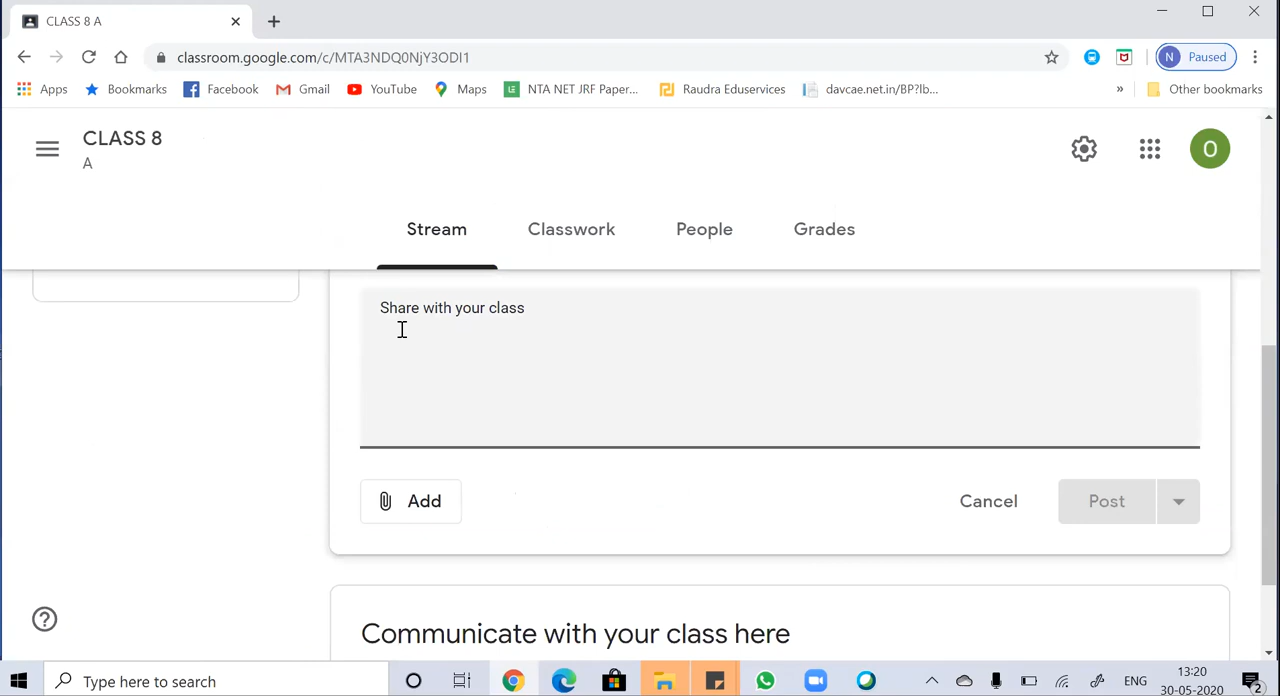 CLASS 8 A
classroom.google.com/c/MTA3NDQ0NjY3ODI1
N Paused
Apps Bookmarks Facebook Gmail YouTube Maps LE NTA NET JRF Paper... Raudra Eduservices davcae.net.in/BP?lb... » Other bookmarks
CLASS 8
A
O
Stream Classwork People Grades
Share with your class
Add Cancel Post
Communicate with your class here
Type here to search
ENG
13:20
30-05-2020
2